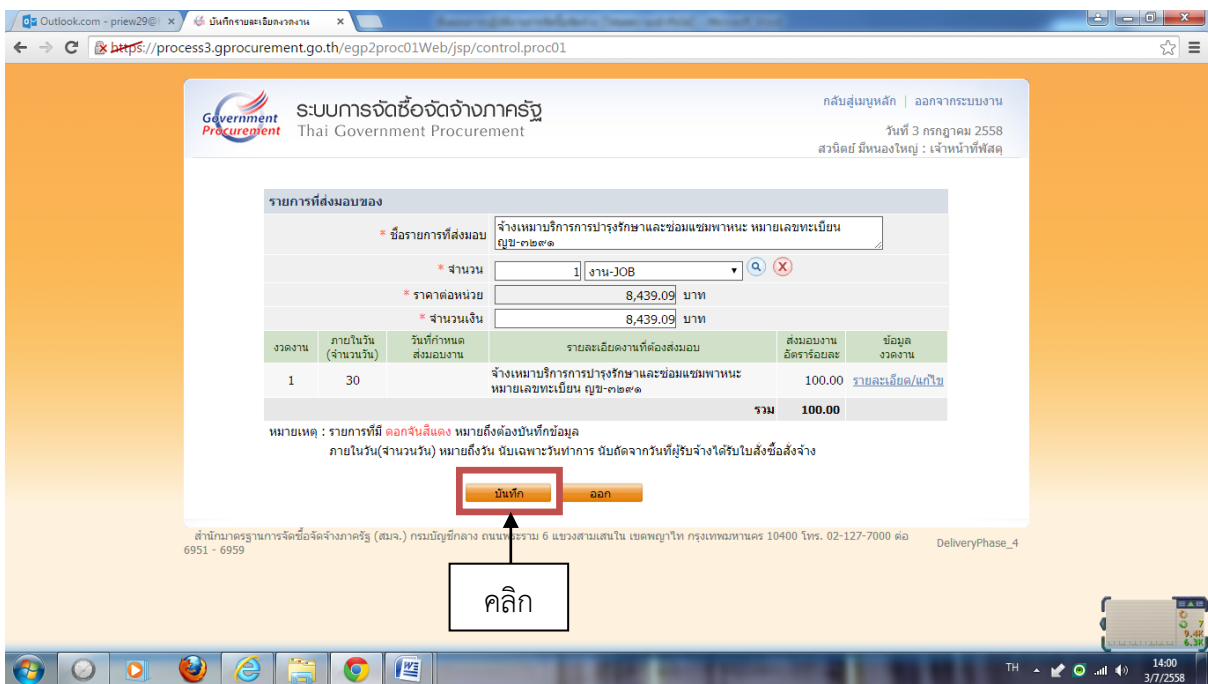 Outlook.com - priew29@
บันทึกรายละเอียดงวดงาน
https://process3.gprocurement.go.th/egp2proc01Web/jsp/control.proc01
Government
Procurement
ระบบการจัดซื้อจัดจ้างภาครัฐ
Thai Government Procurement
กลับสู่เมนูหลัก | ออกจากระบบงาน
วันที่ 3 กรกฎาคม 2558
สวนิตย์ มีหนองใหญ่ : เจ้าหน้าที่พัสดุ
รายการที่ส่งมอบของ
* ชื่อรายการที่ส่งมอบ
จ้างเหมาบริการการบำรุงรักษาและซ่อมแซมพาหนะ หมายเลขทะเบียน
ญข-๓๒๙๑
* จำนวน 1 งาน-JOB
* ราคาต่อหน่วย 8,439.09 บาท
* จำนวนเงิน 8,439.09 บาท
งวดงาน ภายในวัน (จำนวนวัน) วันที่กำหนด ส่งมอบงาน รายละเอียดงานที่ต้องส่งมอบ ส่งมอบงาน อัตราร้อยละ ข้อมูล งวดงาน
1 30 จ้างเหมาบริการการบำรุงรักษาและซ่อมแซมพาหนะ 100.00 รายละเอียด/แก้ไข
หมายเลขทะเบียน ญข-๓๒๙๑
รวม 100.00
หมายเหตุ : รายการที่มี ดอกจันสีแดง หมายถึงต้องบันทึกข้อมูล
ภายในวัน(จำนวนวัน) หมายถึงวัน นับเฉพาะวันทำการ นับถัดจากวันที่ผู้รับจ้างได้รับใบสั่งซื้อสั่งจ้าง
บันทึก ออก
สำนักมาตรฐานการจัดซื้อจัดจ้างภาครัฐ (สมจ.) กรมบัญชีกลาง ถนนพระราม 6 แขวงสามเสนใน เขตพญาไท กรุงเทพมหานคร 10400 โทร. 02-127-7000 ต่อ
6951 - 6959
DeliveryPhase_4
คลิก
7
9.4K
6.3K
TH
14:00
3/7/2558